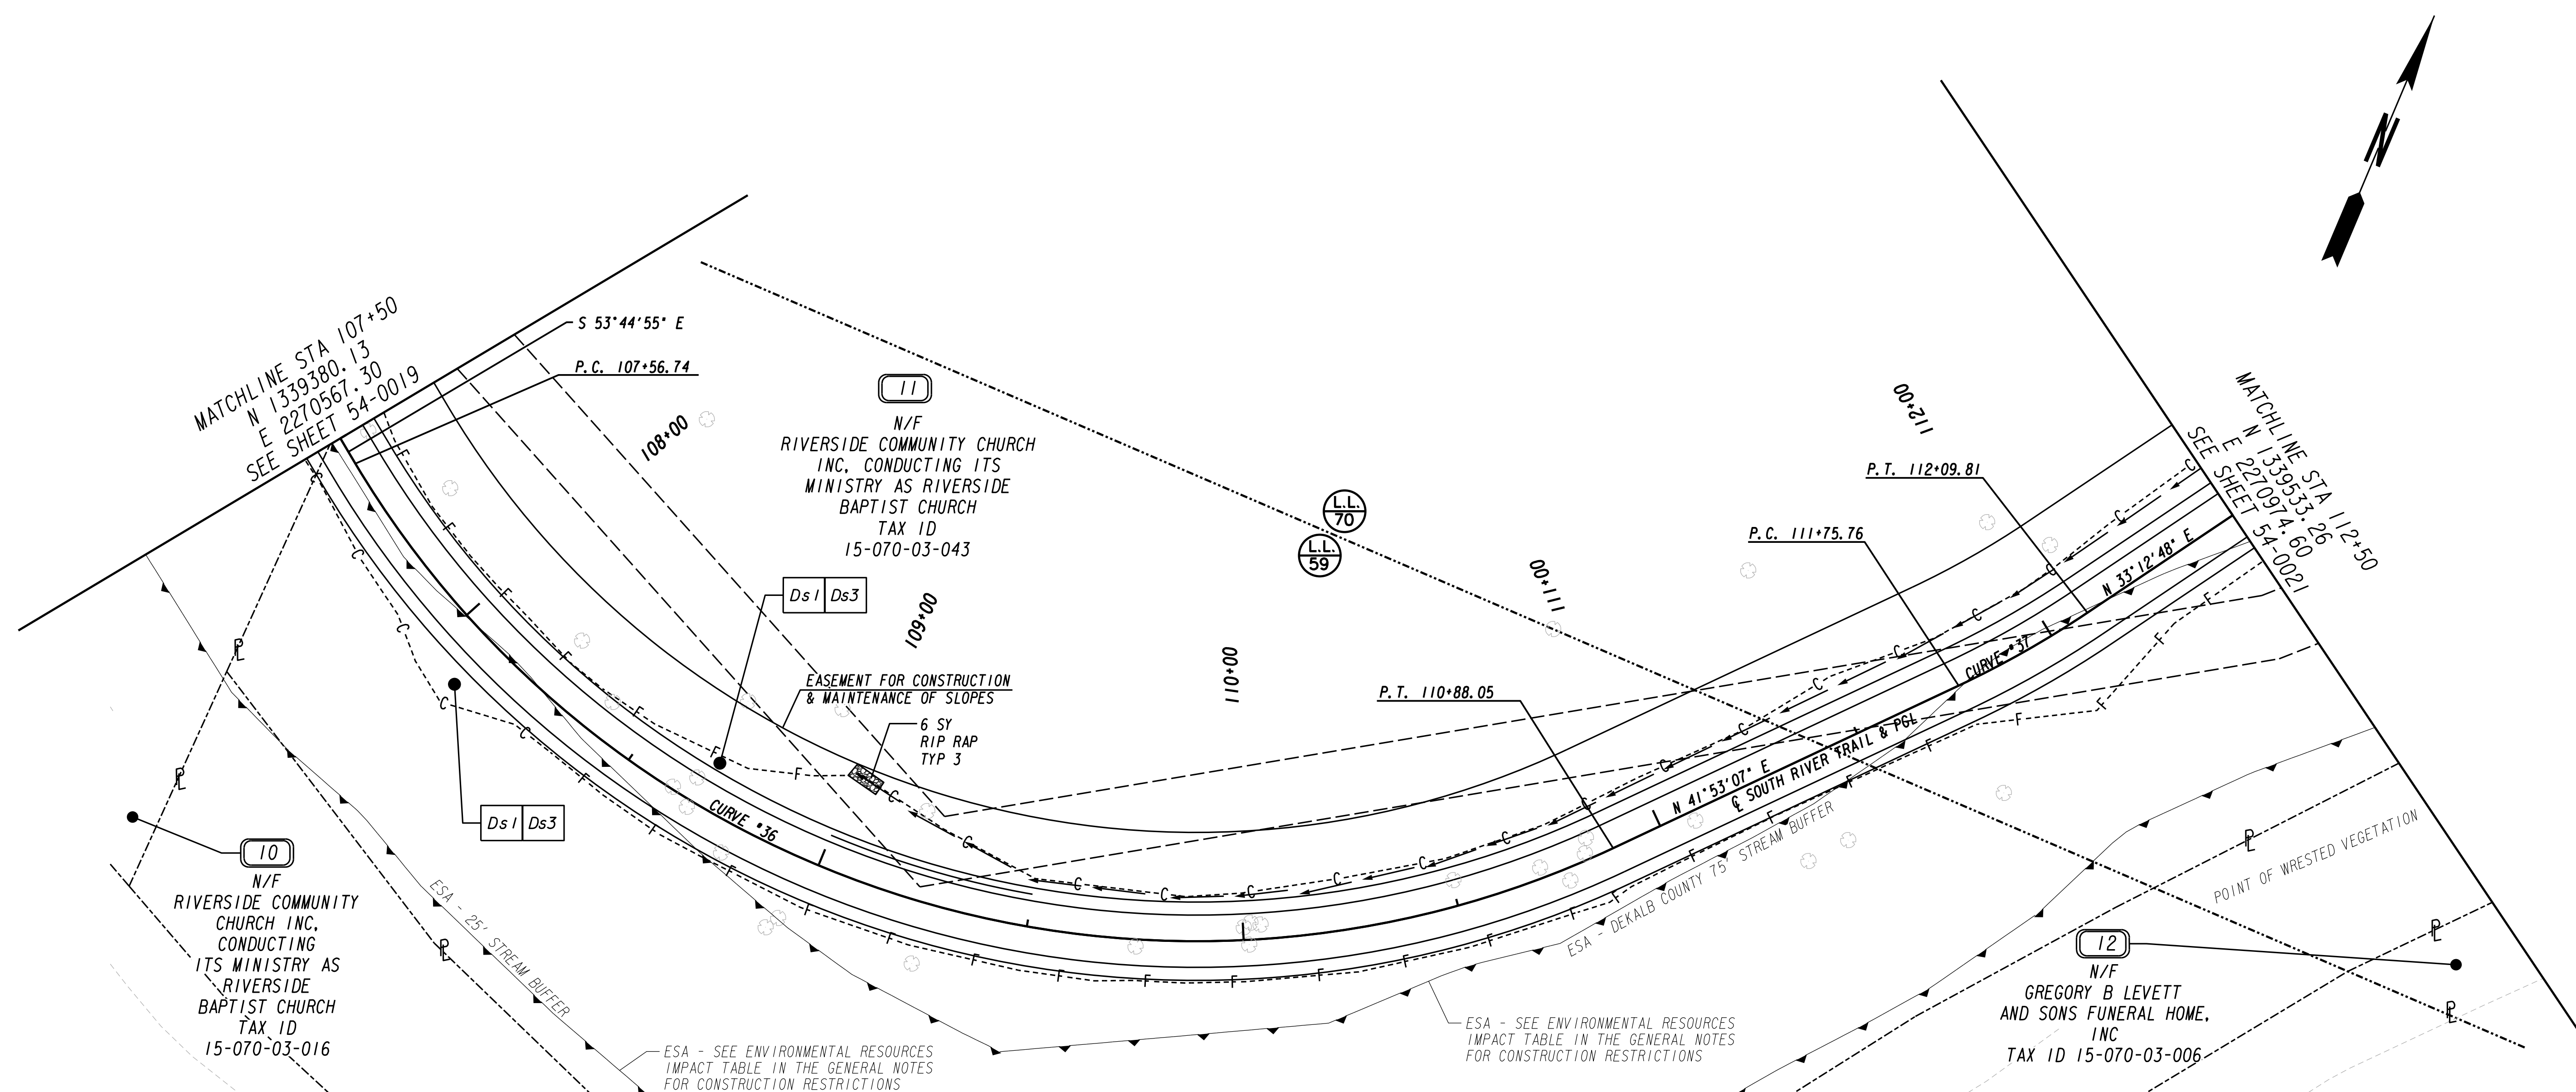 MATCHLINE STA 107+50
N 1339380.13
E 2270567.30
SEE SHEET 54-0019
S 53°44'55" E
P.C. 107+56.74
108+00
11
N/F
RIVERSIDE COMMUNITY CHURCH
INC, CONDUCTING ITS
MINISTRY AS RIVERSIDE
BAPTIST CHURCH
TAX ID
15-070-03-043
Ds1 Ds3
109+00
EASEMENT FOR CONSTRUCTION
& MAINTENANCE OF SLOPES
6 SY
RIP RAP
TYP 3
110+00
L.L.
70
L.L.
59
111+00
112+00
P.T. 112+09.81
P.C. 111+75.76
P.T. 110+88.05
N
MATCHLINE STA 112+50
N 1339533.26
E 2270974.60
SEE SHEET 54-0021
N 33°12'48" E
CURVE #37
N 41°53'07" E
℄ SOUTH RIVER TRAIL & PGL
CURVE #36
Ds1 Ds3
10
N/F
RIVERSIDE COMMUNITY
CHURCH INC,
CONDUCTING
ITS MINISTRY AS
RIVERSIDE
BAPTIST CHURCH
TAX ID
15-070-03-016
ESA - 25' STREAM BUFFER
ESA - SEE ENVIRONMENTAL RESOURCES
IMPACT TABLE IN THE GENERAL NOTES
FOR CONSTRUCTION RESTRICTIONS
ESA - DEKALB COUNTY 75' STREAM BUFFER
ESA - SEE ENVIRONMENTAL RESOURCES
IMPACT TABLE IN THE GENERAL NOTES
FOR CONSTRUCTION RESTRICTIONS
POINT OF WRESTED VEGETATION
12
N/F
GREGORY B LEVETT
AND SONS FUNERAL HOME,
INC
TAX ID 15-070-03-006